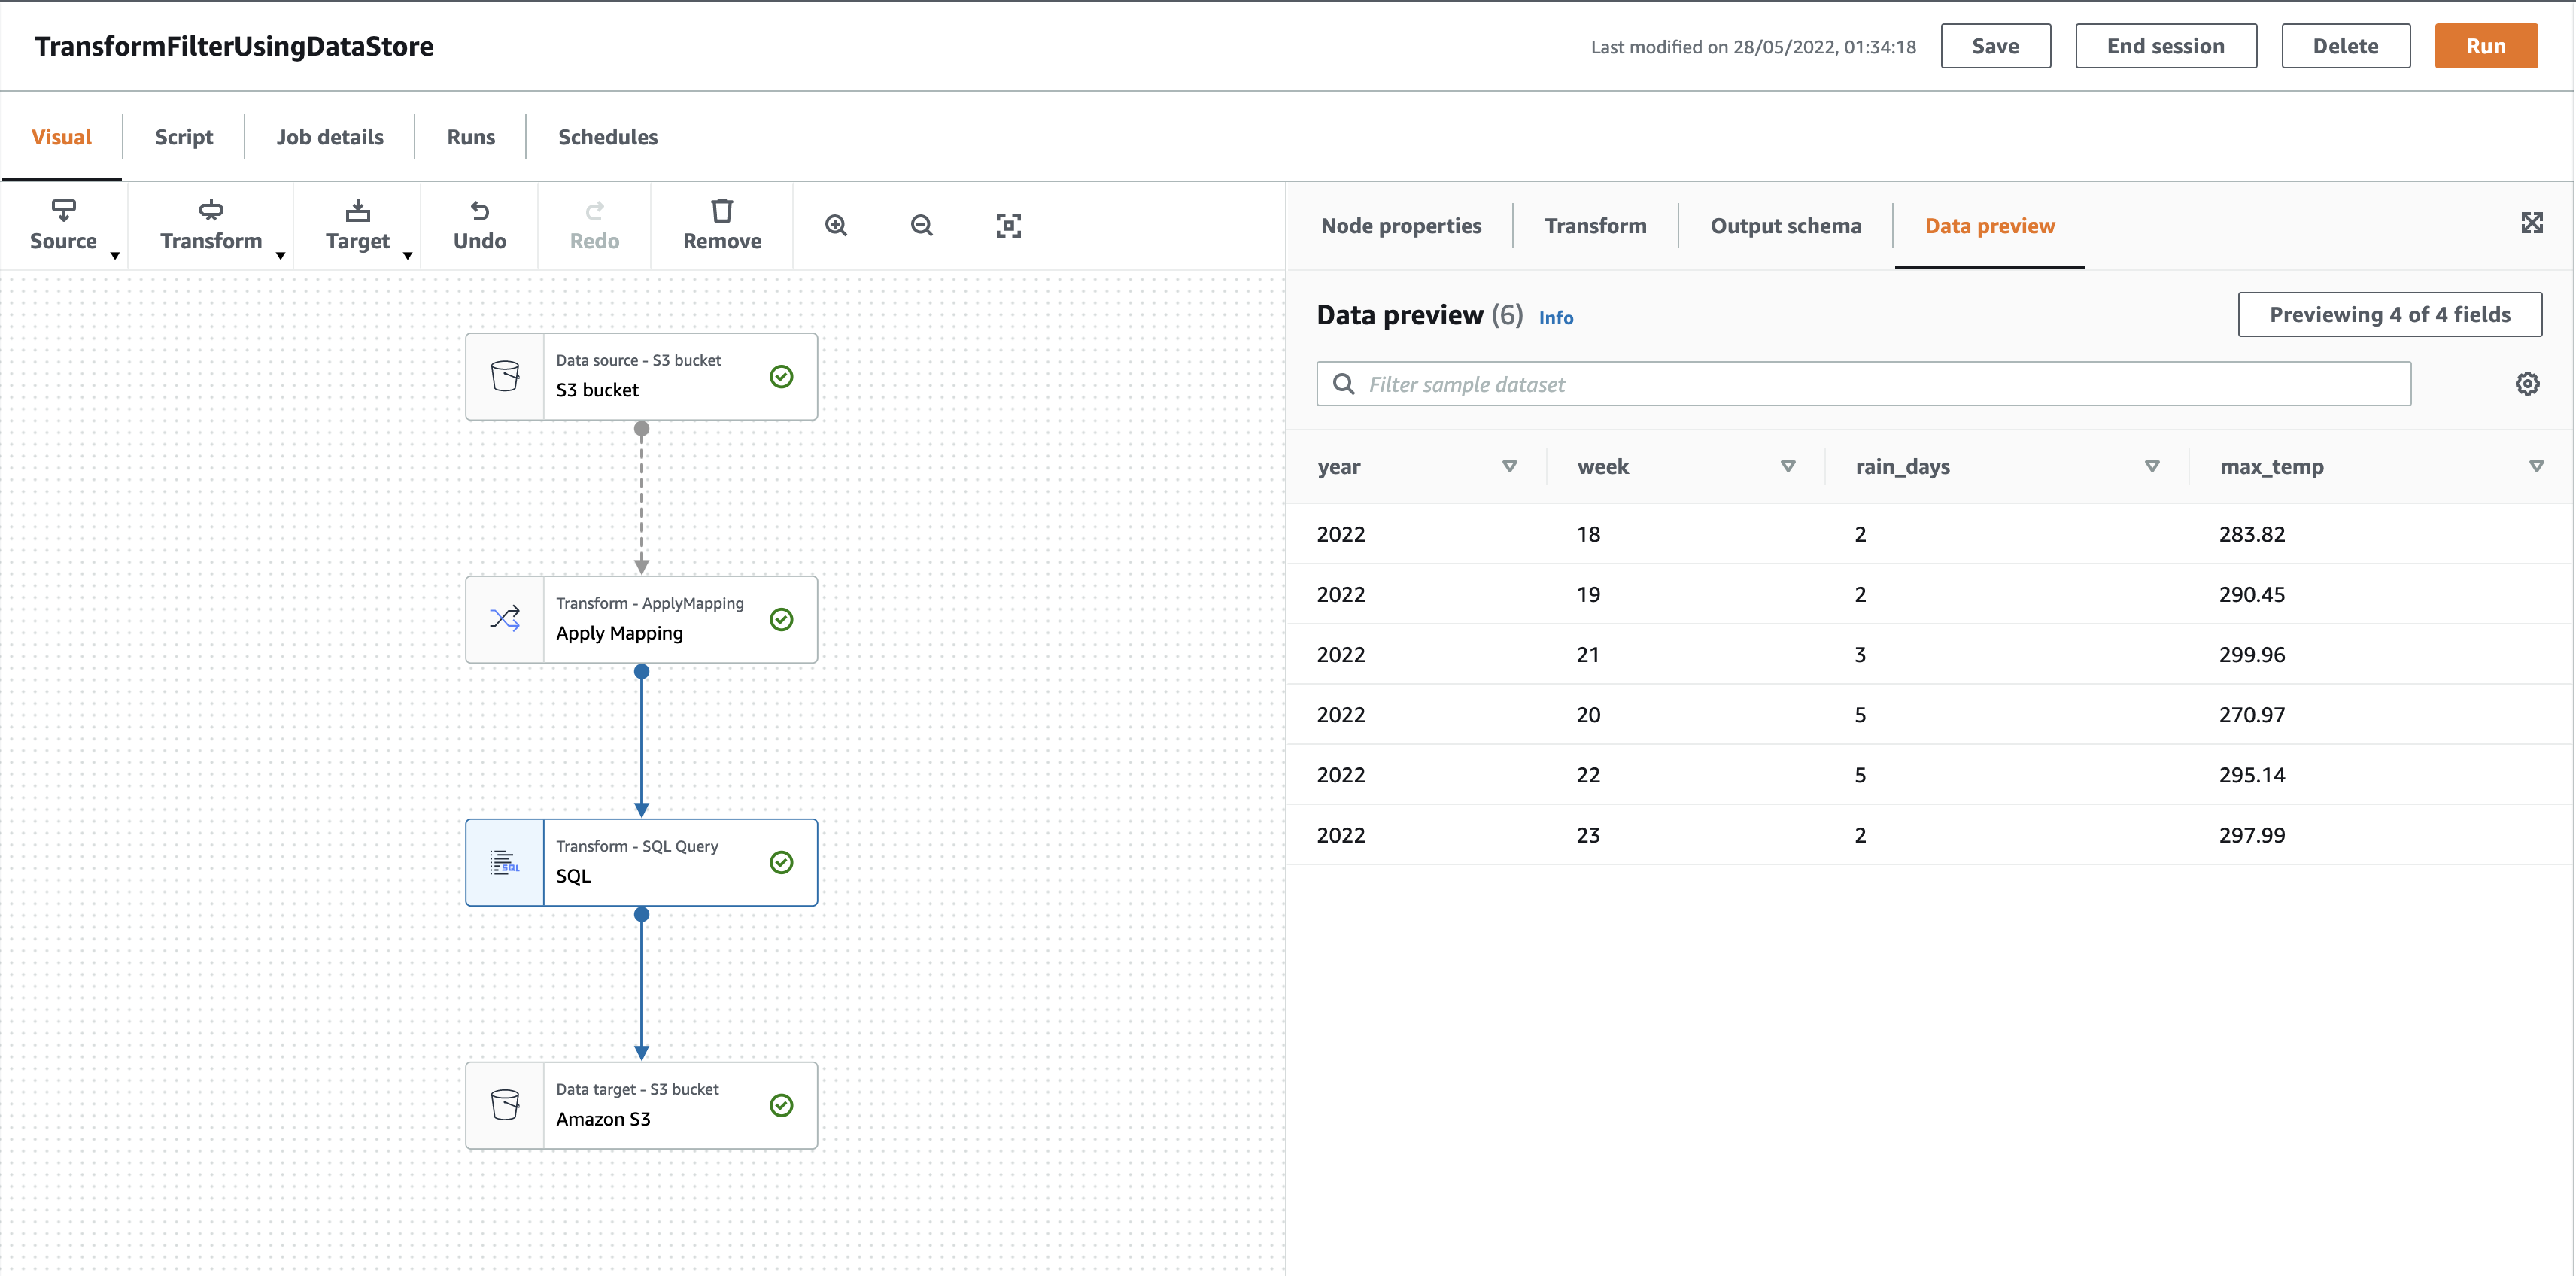 TransformFilterUsingDataStore
Last modified on 28/05/2022, 01:34:18 Save End session Delete Run
Visual Script Job details Runs Schedules
Source Transform Target Undo Redo Remove
Data source - S3 bucket
S3 bucket
Transform - ApplyMapping
Apply Mapping
Transform - SQL Query
SQL
SQL
Data target - S3 bucket
Amazon S3
Node properties Transform Output schema Data preview
Data preview (6) Info Previewing 4 of 4 fields
Filter sample dataset
year week rain_days max_temp
2022 18 2 283.82
2022 19 2 290.45
2022 21 3 299.96
2022 20 5 270.97
2022 22 5 295.14
2022 23 2 297.99